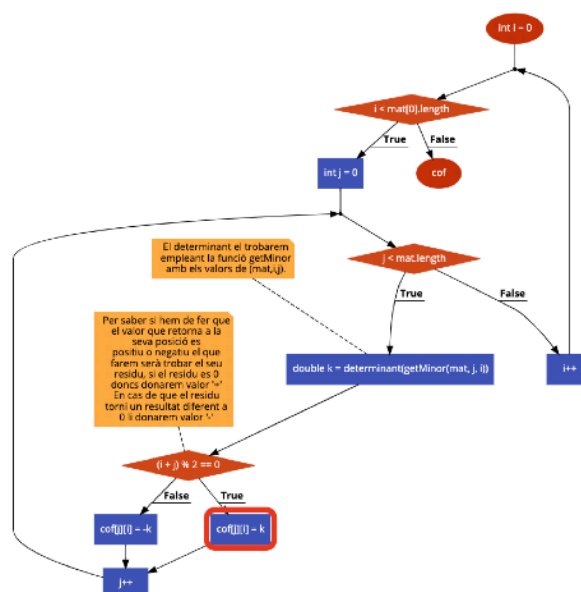 int i = 0
i < mat[0].length
True
False
int j = 0
cof
El determinant el trobarem
empleant la funció getMinor
amb els valors de (mat,i,j).
j < mat.length
True
False
Per saber si hem de fer que
el valor que retorna a la
seva posició es
positiu o negatiu el que
farem serà trobar el seu
residu, si el residu es 0
doncs donarem valor '='
En cas de que el residu
torni un resultat diferent a
0 li donarem valor '-'
double k = determinant(getMinor(mat, j, i))
i++
(i + j) % 2 == 0
False
True
cof[j][i] = -k
cof[j][i] = k
j++